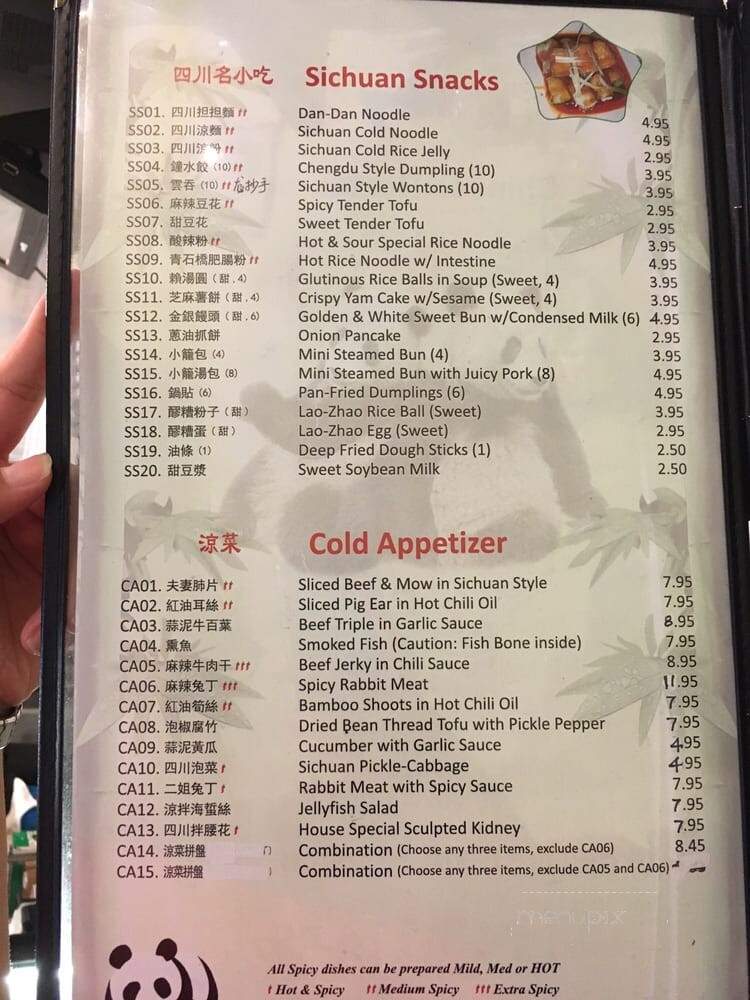 四川名小吃 Sichuan Snacks
SS01. 四川担担麵 Dan-Dan Noodle 4.95
SS02. 四川涼麵 Sichuan Cold Noodle 4.95
SS03. 四川涼粉 Sichuan Cold Rice Jelly 2.95
SS04. 鐘水餃 (10) Chengdu Style Dumpling (10) 3.95
SS05. 雲吞 (10) 龙抄手 Sichuan Style Wontons (10) 3.95
SS06. 麻辣豆花 Spicy Tender Tofu 2.95
SS07. 甜豆花 Sweet Tender Tofu 2.95
SS08. 酸辣粉 Hot & Sour Special Rice Noodle 3.95
SS09. 青石橋肥腸粉 Hot Rice Noodle w/ Intestine 4.95
SS10. 賴湯圓 (甜 . 4) Glutinous Rice Balls in Soup (Sweet, 4) 3.95
SS11. 芝麻薯餅 (甜 . 4) Crispy Yam Cake w/Sesame (Sweet, 4) 3.95
SS12. 金銀饅頭 (甜 . 6) Golden & White Sweet Bun w/Condensed Milk (6) 4.95
SS13. 蔥油抓餅 Onion Pancake 2.95
SS14. 小籠包 (4) Mini Steamed Bun (4) 3.95
SS15. 小籠湯包 (8) Mini Steamed Bun with Juicy Pork (8) 4.95
SS16. 鍋貼 (6) Pan-Fried Dumplings (6) 4.95
SS17. 醪糟粉子 (甜) Lao-Zhao Rice Ball (Sweet) 3.95
SS18. 醪糟蛋 (甜) Lao-Zhao Egg (Sweet) 2.95
SS19. 油條 (1) Deep Fried Dough Sticks (1) 2.50
SS20. 甜豆漿 Sweet Soybean Milk 2.50
涼菜 Cold Appetizer
CA01. 夫妻肺片 Sliced Beef & Mow in Sichuan Style 7.95
CA02. 紅油耳絲 Sliced Pig Ear in Hot Chili Oil 7.95
CA03. 蒜泥牛百葉 Beef Triple in Garlic Sauce 8.95
CA04. 熏魚 Smoked Fish (Caution: Fish Bone inside) 7.95
CA05. 麻辣牛肉干 Beef Jerky in Chili Sauce 8.95
CA06. 麻辣兔丁 Spicy Rabbit Meat 11.95
CA07. 紅油筍絲 Bamboo Shoots in Hot Chili Oil 7.95
CA08. 泡椒腐竹 Dried Bean Thread Tofu with Pickle Pepper 7.95
CA09. 蒜泥黃瓜 Cucumber with Garlic Sauce 4.95
CA10. 四川泡菜 Sichuan Pickle-Cabbage 4.95
CA11. 二姐兔丁 Rabbit Meat with Spicy Sauce 7.95
CA12. 涼拌海蜇絲 Jellyfish Salad 7.95
CA13. 四川拌腰花 House Special Sculpted Kidney 7.95
CA14. 涼菜拼盤 Combination (Choose any three items, exclude CA06) 8.45
CA15. 涼菜拼盤 Combination (Choose any three items, exclude CA05 and CA06)
menupix
All Spicy dishes can be prepared Mild, Med or HOT
Hot & Spicy Medium Spicy Extra Spicy